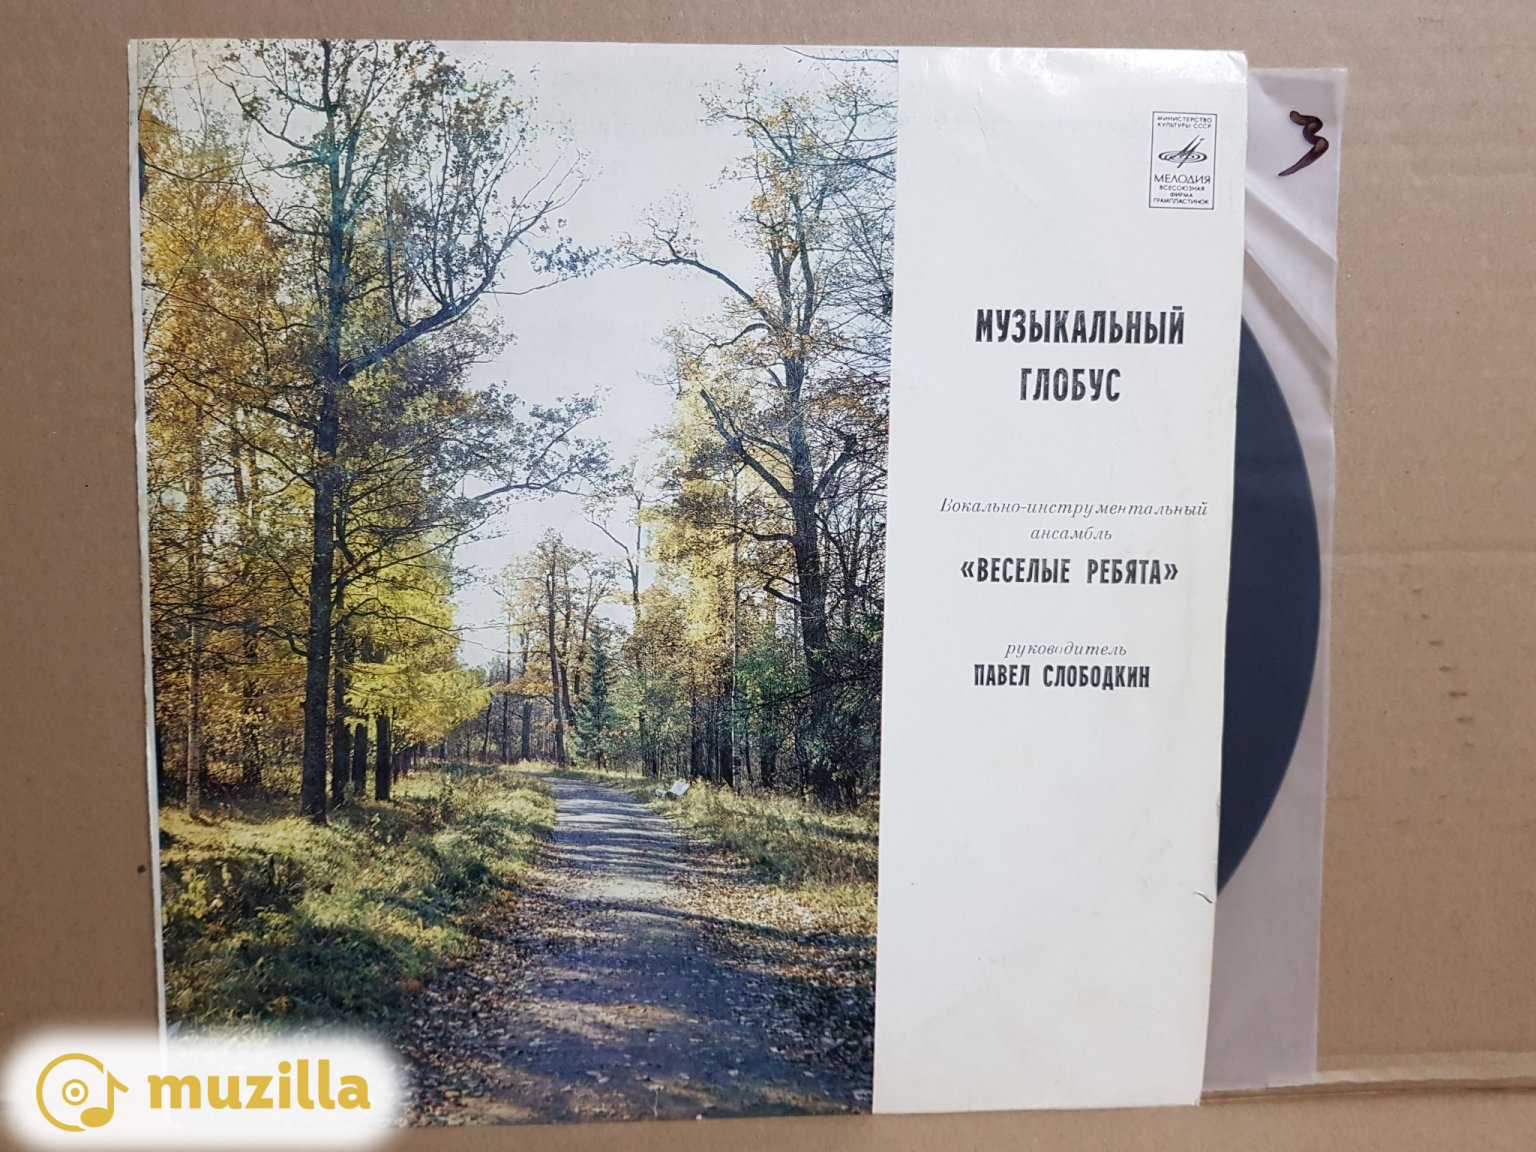 МИНИСТЕРСТВО
КУЛЬТУРЫ СССР
МЕЛОДИЯ
ВСЕСОЮЗНАЯ
ФИРМА
ГРАМПЛАСТИНОК
3
МУЗЫКАЛЬНЫЙ
ГЛОБУС
Вокально-инструментальный
ансамбль
«ВЕСЕЛЫЕ РЕБЯТА»
руководитель
ПАВЕЛ СЛОБОДКИН
muzilla